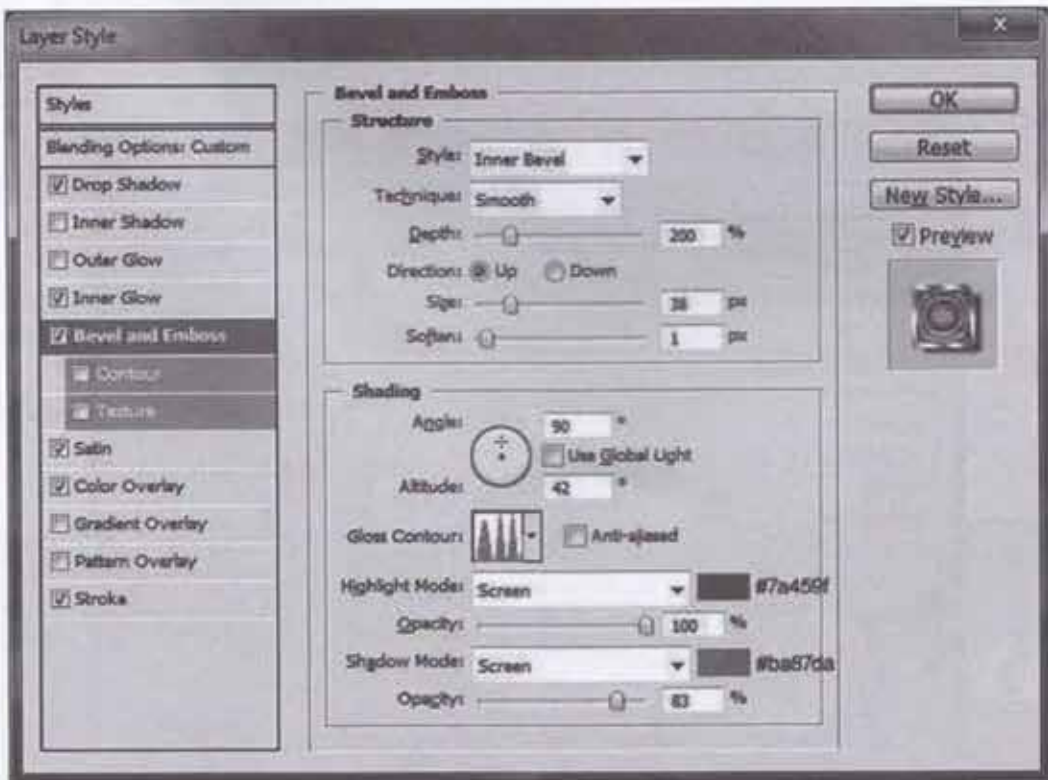 Layer Style
X
Styles
Blending Options: Custom
Drop Shadow
Inner Shadow
Outer Glow
Inner Glow
Bevel and Emboss
Contour
Texture
Satin
Color Overlay
Gradient Overlay
Pattern Overlay
Stroke
Bevel and Emboss
Structure
Style: Inner Bevel
Technique: Smooth
Depth: 200 %
Direction: Up Down
Size: 38 px
Soften: 1 px
Shading
Angle: 90 °
Use Global Light
Altitude: 42 °
Gloss Contour: Anti-aliased
Highlight Mode: Screen #7a459f
Opacity: 100 %
Shadow Mode: Screen #ba87da
Opacity: 83 %
OK
Reset
New Style...
Preview